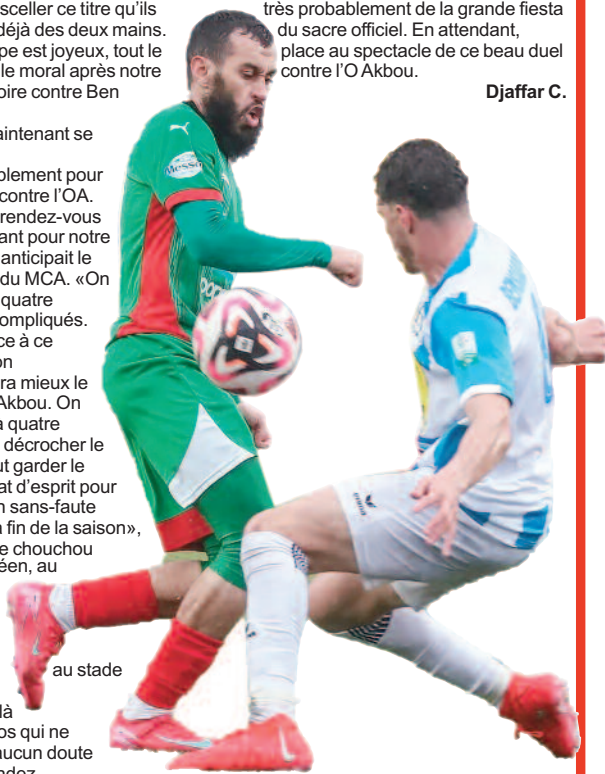 sceller ce titre qu'ils
déjà des deux mains.
pe est joyeux, tout le
le moral après notre
oire contre Ben
aintenant se
blement pour
contre l'OA.
rendez-vous
ant pour notre
anticipait le
du MCA. «On
quatre
ompliqués.
ce à ce
on
ra mieux le
Akbou. On
a quatre
décrocher le
ut garder le
at d'esprit pour
n sans-faute
a fin de la saison»,
e chouchou
éen, au
au stade
là
os qui ne
aucun doute
ndez
très probablement de la grande fiesta
du sacre officiel. En attendant,
place au spectacle de ce beau duel
contre l'O Akbou.
Djaffar C.